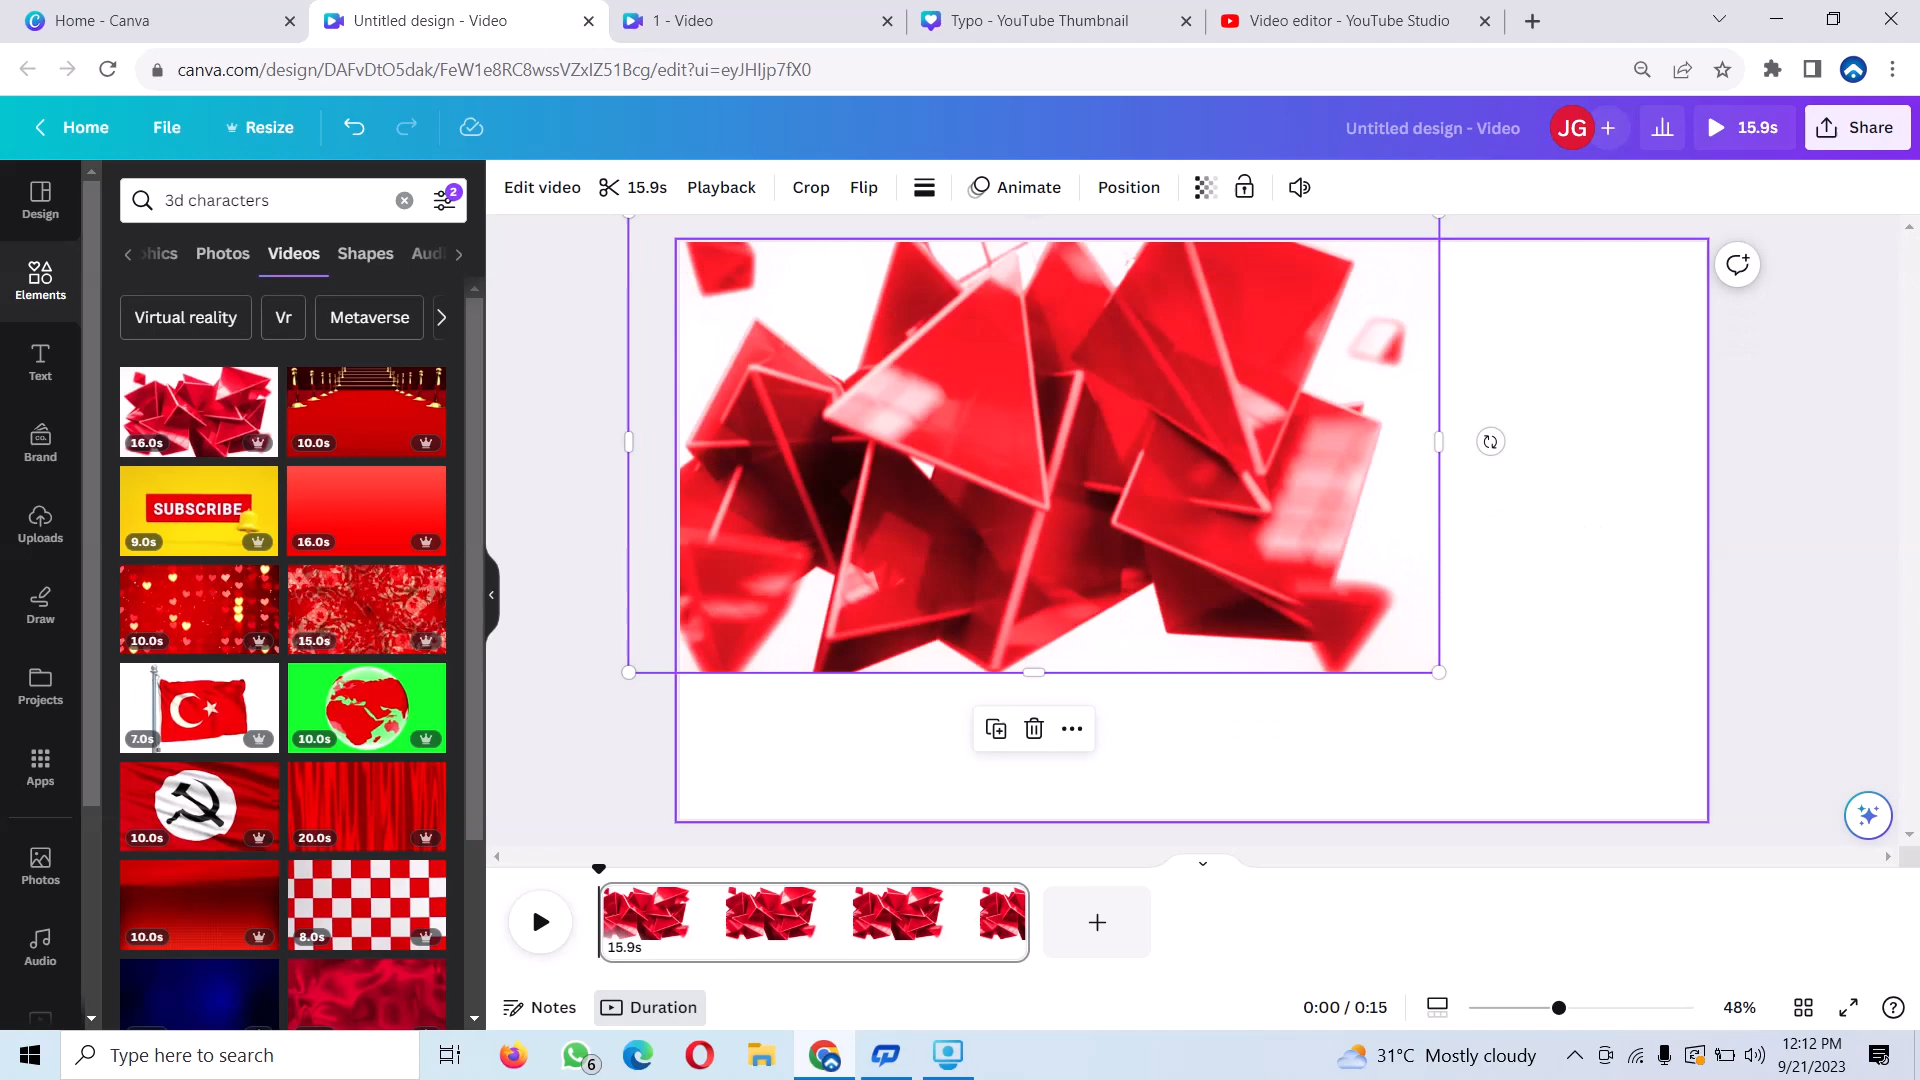 Home - Canva
Untitled design - Video
1 - Video
Typo - YouTube Thumbnail
Video editor - YouTube Studio
canva.com/design/DAFvDtO5dak/FeW1e8RC8wssVZxIZ51Bcg/edit?ui=eyJHIjp7fX0
Home
File
Resize
Untitled design - Video
JG
15.9s
Share
Design
Elements
Text
Brand
Uploads
Draw
Projects
Apps
Photos
Audio
3d characters
2
Photos
Videos
Shapes
Virtual reality
Vr
Metaverse
16.0s
10.0s
SUBSCRIBE
9.0s
16.0s
10.0s
15.0s
7.0s
10.0s
10.0s
20.0s
10.0s
8.0s
Edit video
15.9s
Playback
Crop
Flip
Animate
Position
15.9s
Notes
Duration
0:00 / 0:15
48%
Type here to search
6
31°C Mostly cloudy
12:12 PM
9/21/2023